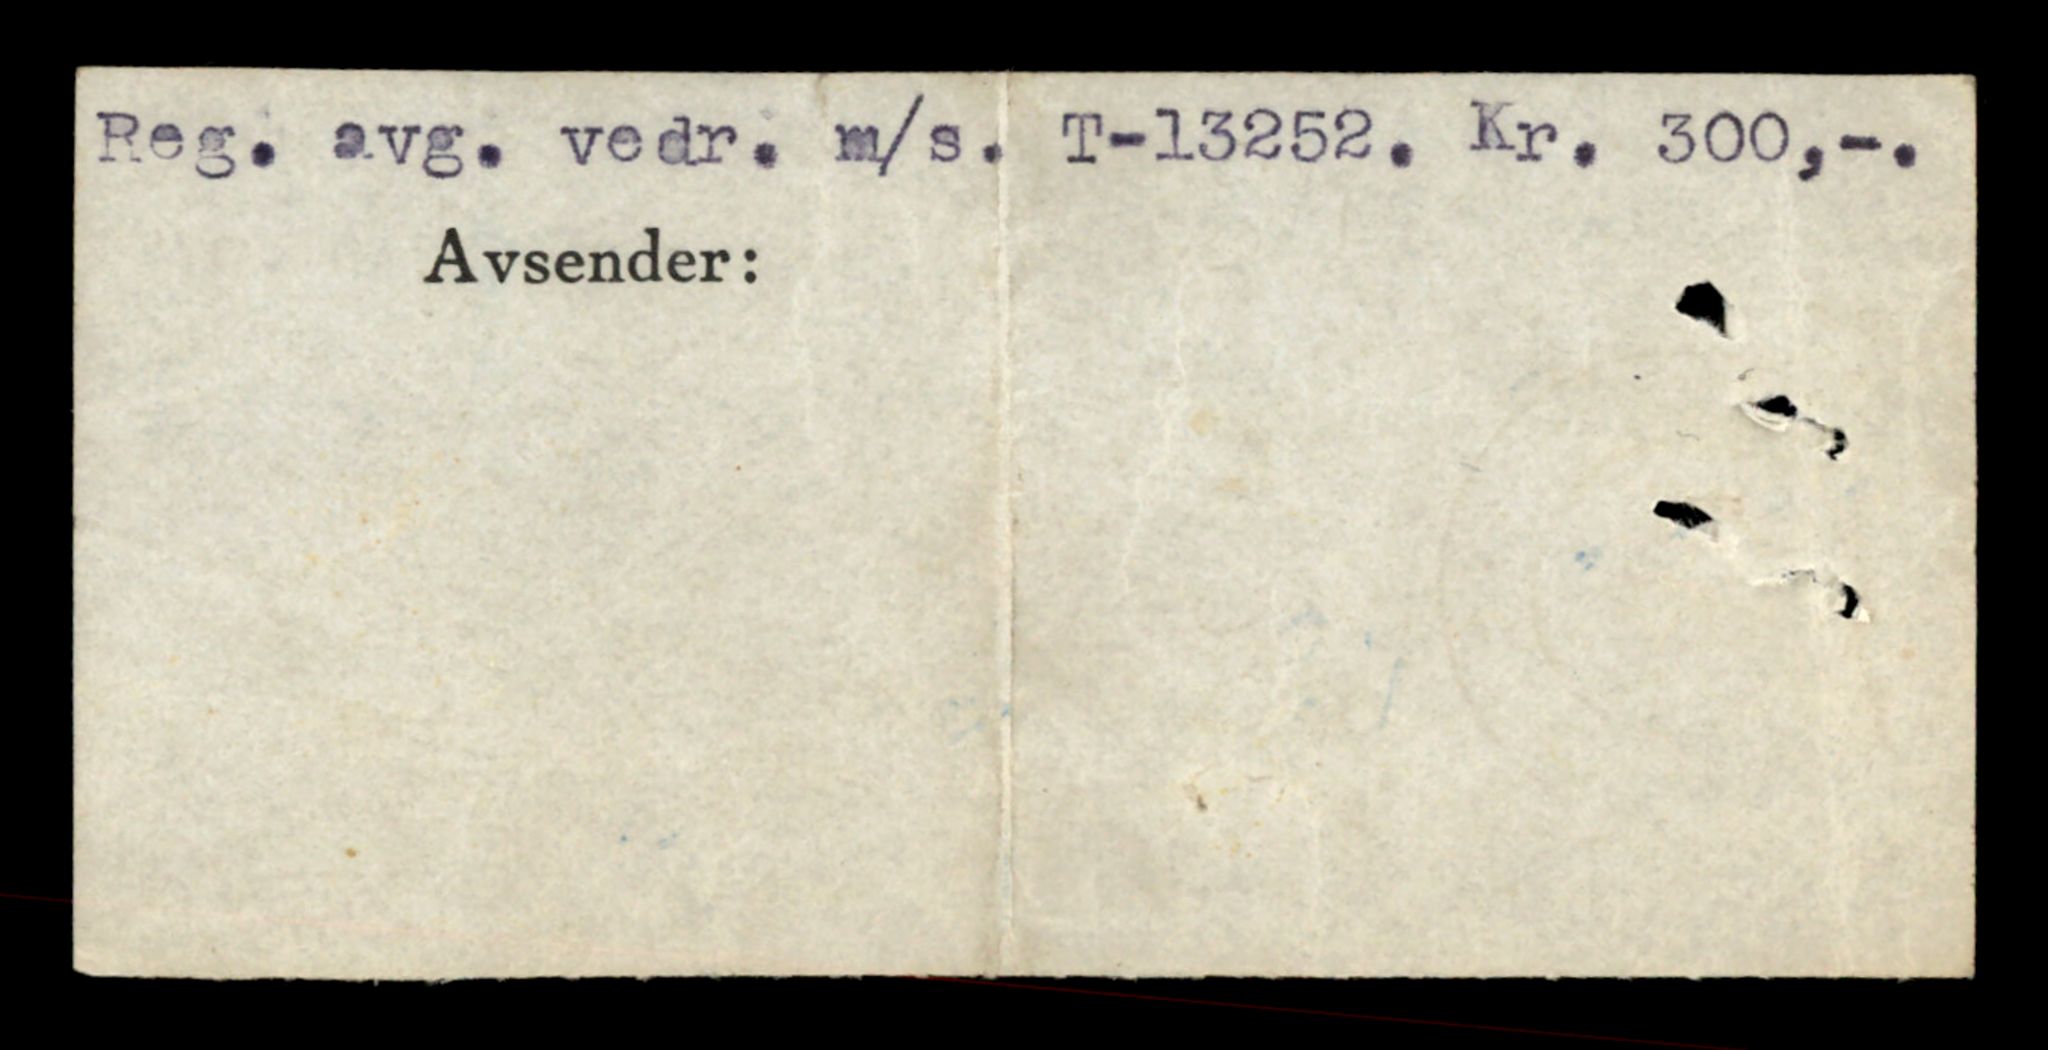 Reg. avg. vedr. m/s. T-13252. Kr. 300,-.
Avsender: